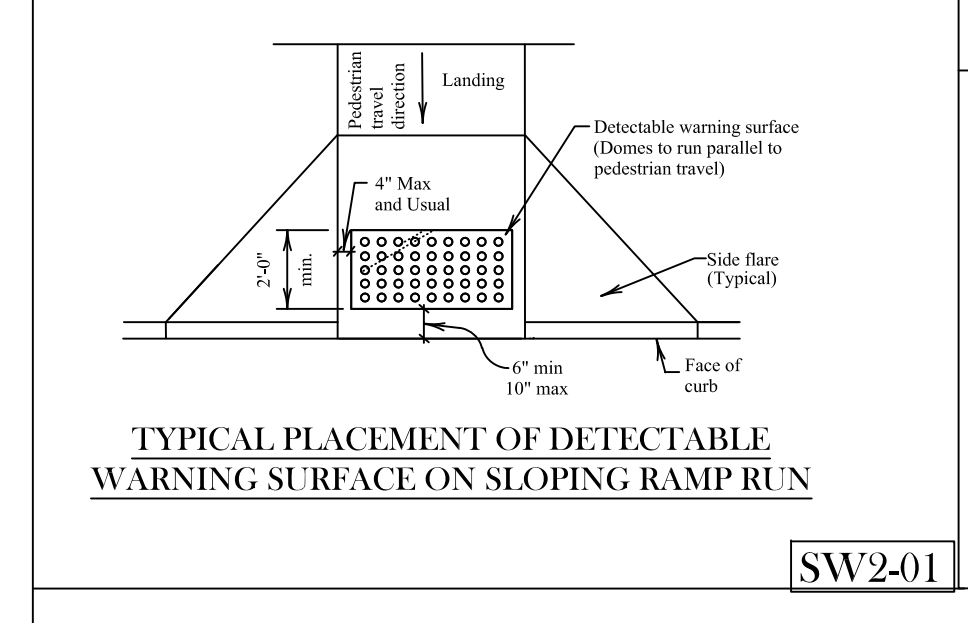 Pedestrian
travel
direction
Landing
Detectable warning surface
(Domes to run parallel to
pedestrian travel)
4" Max
and Usual
2'-0"
min.
Side flare
(Typical)
6" min
10" max
Face of
curb
TYPICAL PLACEMENT OF DETECTABLE
WARNING SURFACE ON SLOPING RAMP RUN
SW2-01